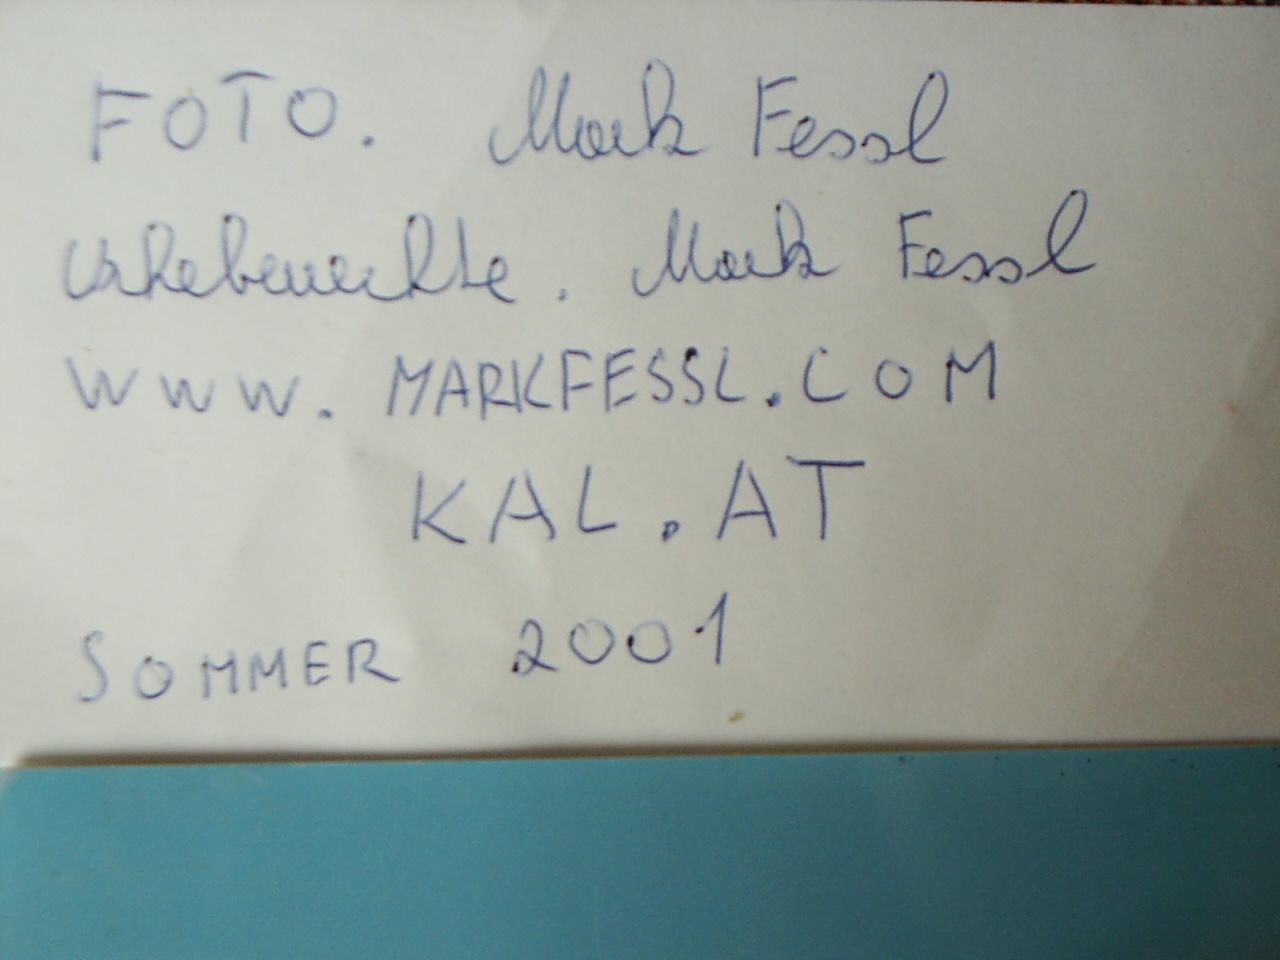 FOTO. Mark Fessl
Urheberrechte. Mark Fessl
WWW. MARKFESSL.COM
KAL.AT
SOMMER 2001